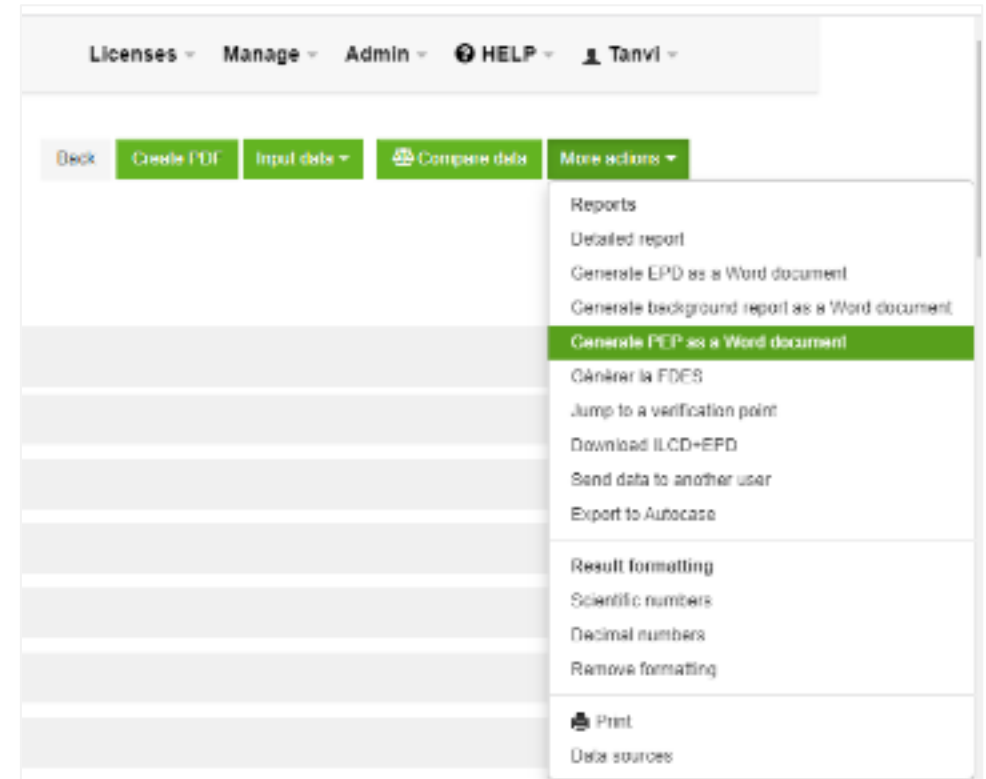 Licenses Manage Admin HELP Tanvi
Back Create PDF Input data Compare data More actions
Reports
Detailed report
Generate EPD as a Word document
Generate background report as a Word document
Generate PEP as a Word document
Générer la FDES
Jump to a verification point
Download ILCD+EPD
Send data to another user
Export to Autocase
Result formatting
Scientific numbers
Decimal numbers
Remove formatting
Print
Data sources